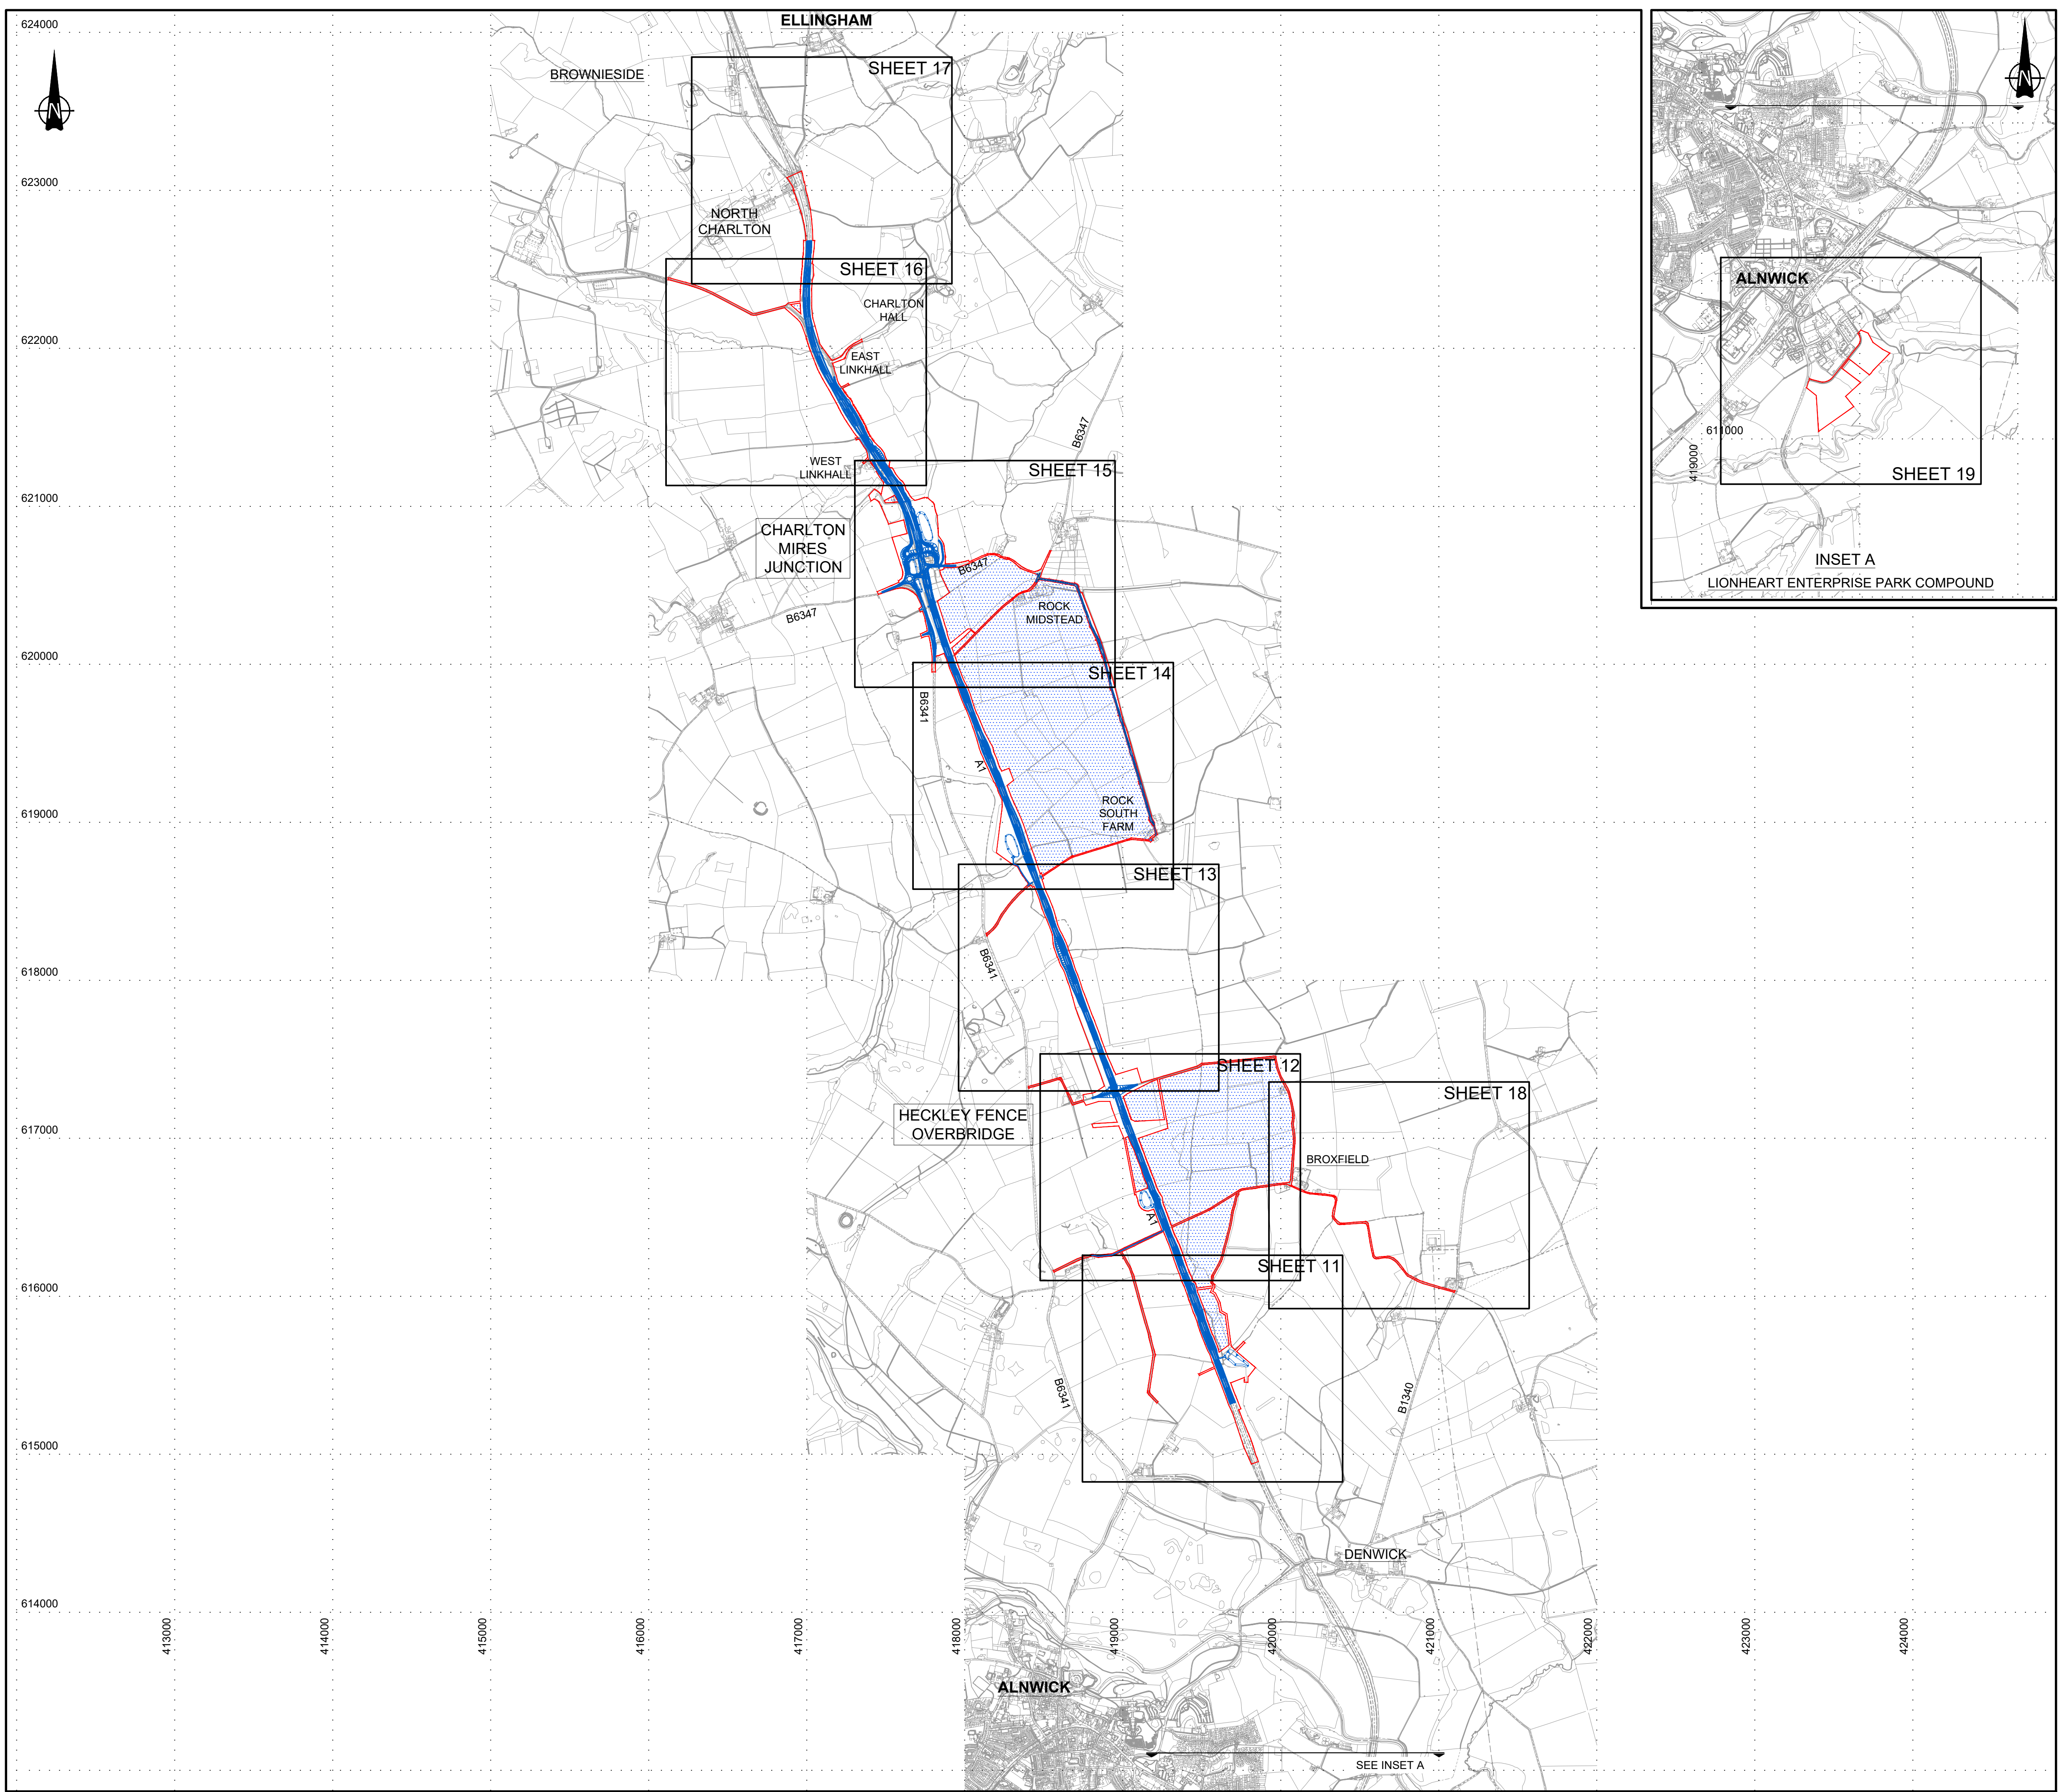 ELLINGHAM
624000
BROWNIESIDE
SHEET 17
N
N
623000
NORTH
CHARLTON
SHEET 16
CHARLTON
HALL
622000
EAST
LINKHALL
B6347
WEST
LINKHALL
SHEET 15
621000
CHARLTON
MIRES
JUNCTION
B6347
ROCK
MIDSTEAD
B6347
620000
SHEET 14
B6341
A1
619000
ROCK
SOUTH
FARM
SHEET 13
618000
B6341
SHEET 12
SHEET 18
HECKLEY FENCE
OVERBRIDGE
617000
BROXFIELD
A1
SHEET 11
616000
B6341
B1340
615000
DENWICK
614000
413000
414000
415000
416000
417000
418000
419000
420000
421000
422000
423000
424000
ALNWICK
SEE INSET A
ALNWICK
611000
419000
SHEET 19
INSET A
LIONHEART ENTERPRISE PARK COMPOUND